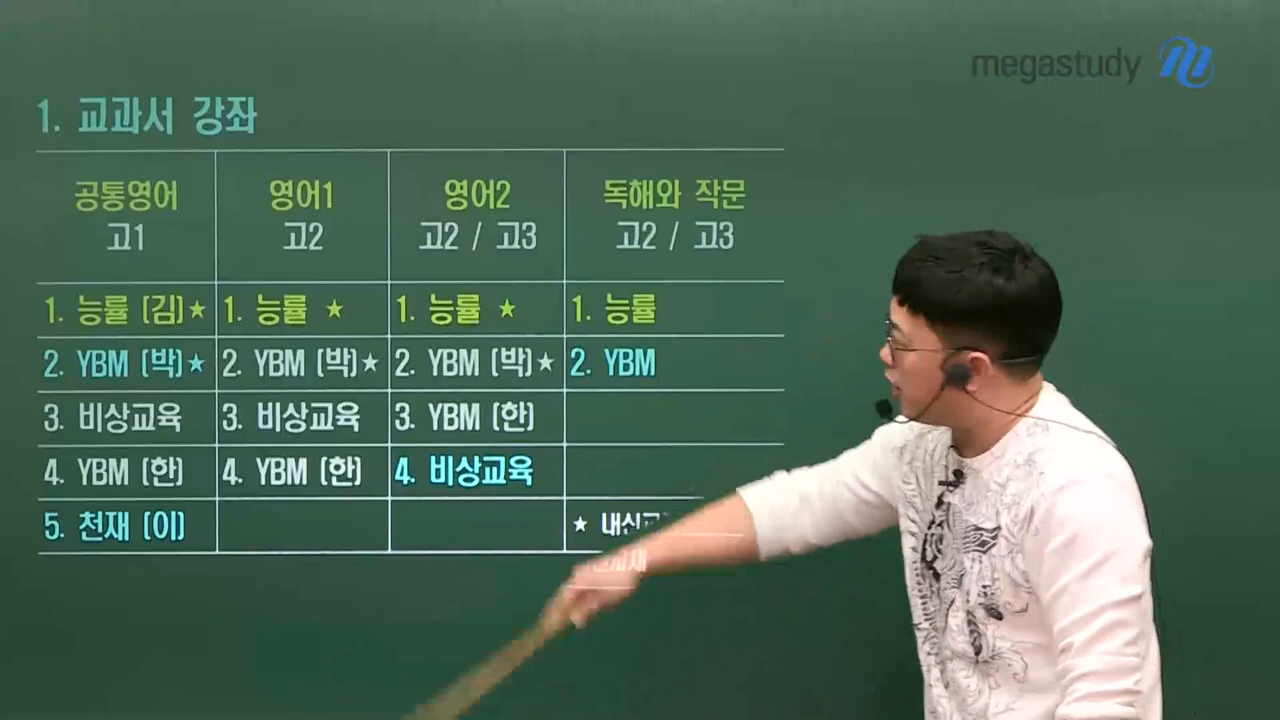 megastudy
1. 교과서 강좌
공통영어 영어1 영어2 독해와 작문
고1 고2 고2 / 고3 고2 / 고3
1. 능률 (김)★ 1. 능률 ★ 1. 능률 ★ 1. 능률
2. YBM (박)★ 2. YBM (박)★ 2. YBM (박)★ 2. YBM
3. 비상교육 3. 비상교육 3. YBM (한)
4. YBM (한) 4. YBM (한) 4. 비상교육
5. 천재 (이) ★